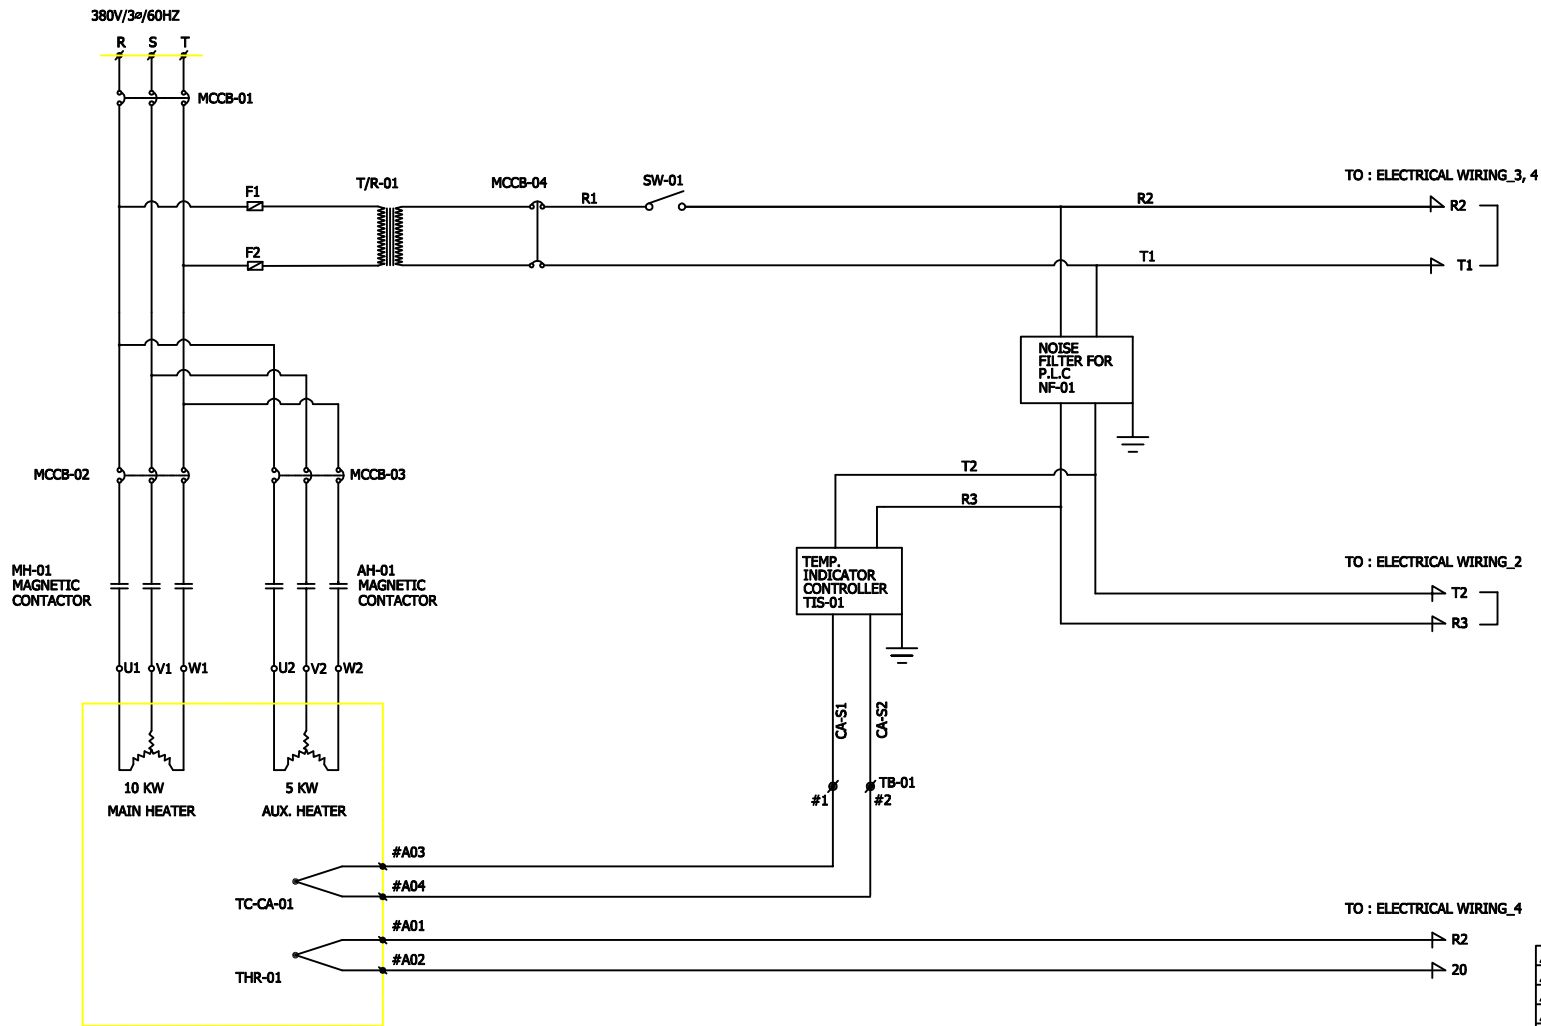 380V/3ø/60HZ
R S T
MCCB-01
TO : ELECTRICAL WIRING_3, 4
F1
T/R-01
MCCB-04
R1
SW-01
R2
R2
F2
T1
T1
NOISE
FILTER FOR
P.L.C
NF-01
MCCB-02
MCCB-03
T2
R3
MH-01
MAGNETIC
CONTACTOR
AH-01
MAGNETIC
CONTACTOR
TEMP.
INDICATOR
CONTROLLER
TIS-01
TO : ELECTRICAL WIRING_2
T2
R3
U1 V1 W1
U2 V2 W2
CA-S1
CA-S2
10 KW
MAIN HEATER
5 KW
AUX. HEATER
#1
TB-01
#2
#A03
#A04
TC-CA-01
#A01
#A02
THR-01
TO : ELECTRICAL WIRING_4
R2
20